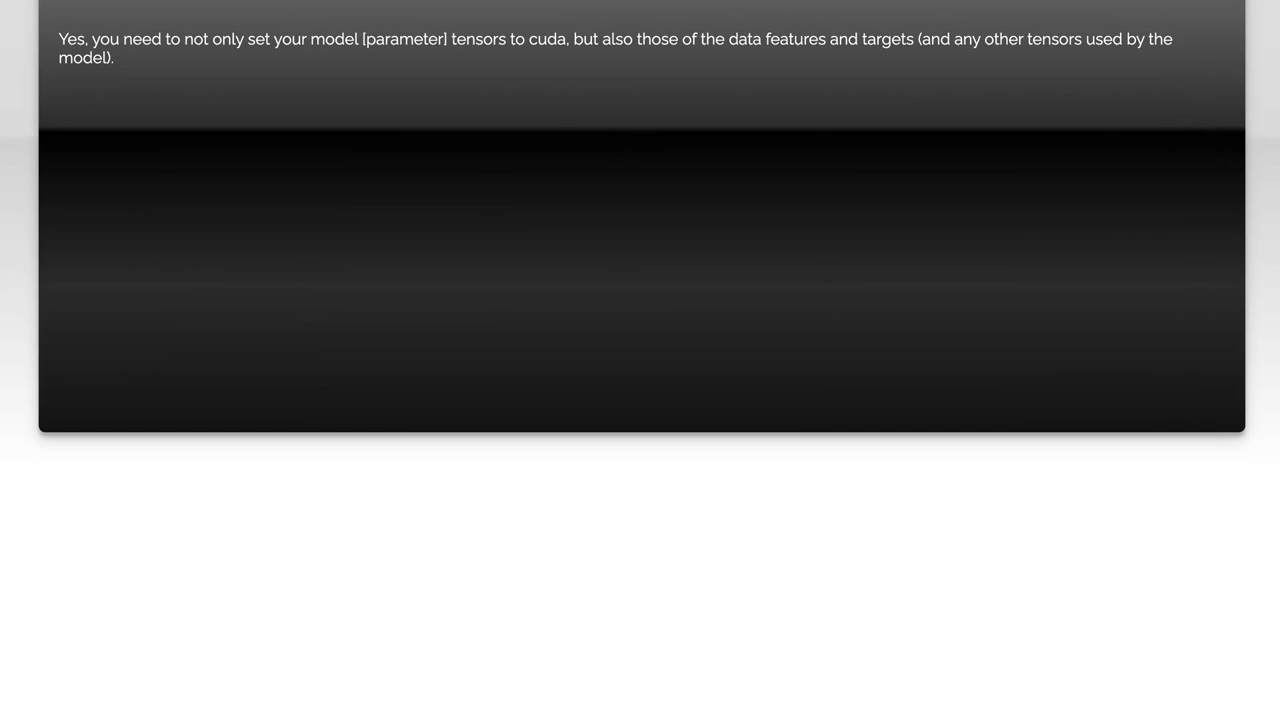 Yes, you need to not only set your model [parameter] tensors to cuda, but also those of the data features and targets (and any other tensors used by the
model).